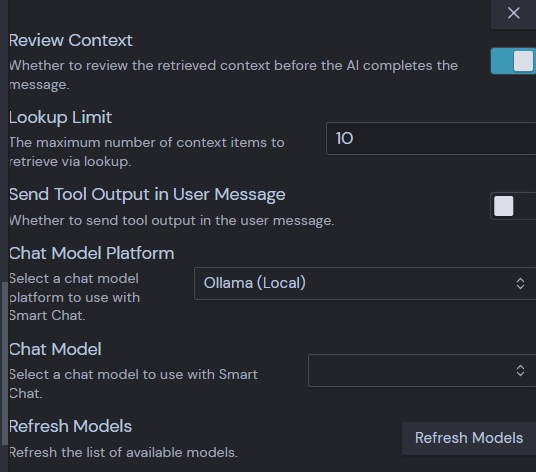 Review Context
Whether to review the retrieved context before the AI completes the
message.
Lookup Limit
The maximum number of context items to
retrieve via lookup.
10
Send Tool Output in User Message
Whether to send tool output in the user message.
Chat Model Platform
Select a chat model
platform to use with
Smart Chat.
Ollama (Local)
Chat Model
Select a chat model to use with Smart
Chat.
Refresh Models
Refresh the list of available models.
Refresh Models